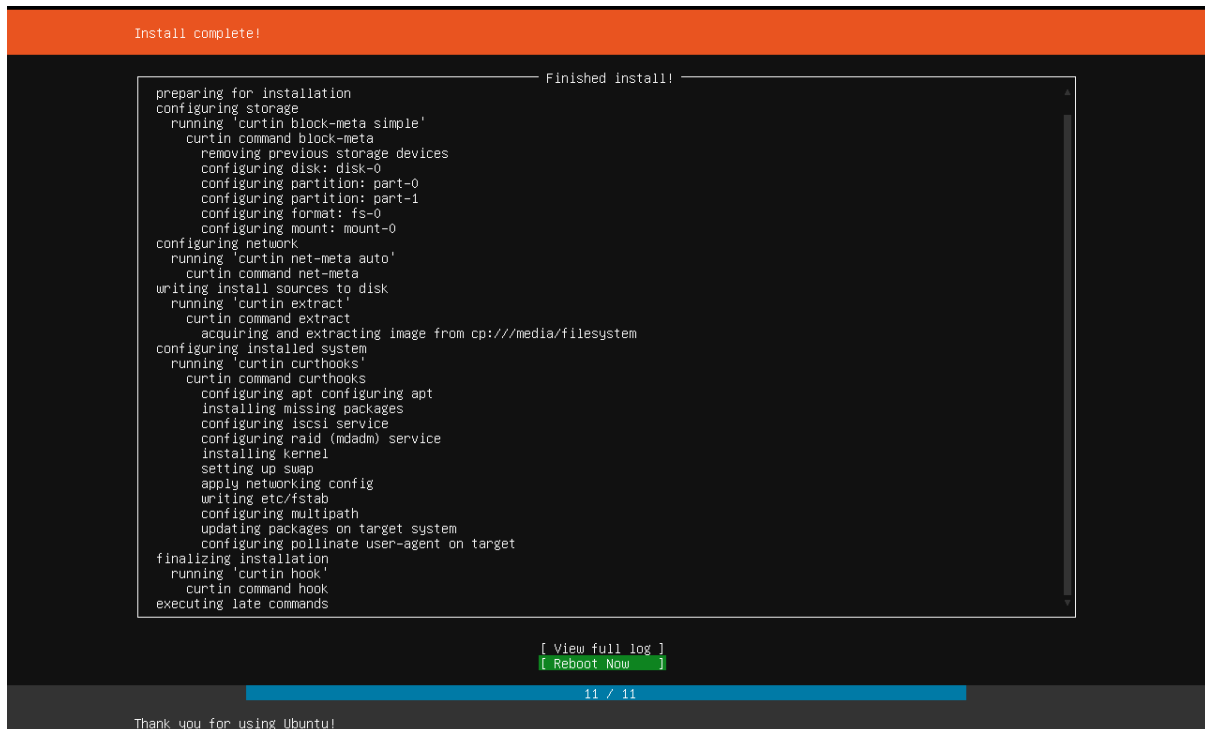 Install complete!
Finished install!
preparing for installation
configuring storage
running 'curtin block-meta simple'
curtin command block-meta
removing previous storage devices
configuring disk: disk-0
configuring partition: part-0
configuring partition: part-1
configuring format: fs-0
configuring mount: mount-0
configuring network
running 'curtin net-meta auto'
curtin command net-meta
writing install sources to disk
running 'curtin extract'
curtin command extract
acquiring and extracting image from cp:///media/filesystem
configuring installed system
running 'curtin curthooks'
curtin command curthooks
configuring apt configuring apt
installing missing packages
configuring iscsi service
configuring raid (mdadm) service
installing kernel
setting up swap
apply networking config
writing etc/fstab
configuring multipath
updating packages on target system
configuring pollinate user-agent on target
finalizing installation
running 'curtin hook'
curtin command hook
executing late commands
[ View full log ]
[ Reboot Now ]
11 / 11
Thank you for using Ubuntu!